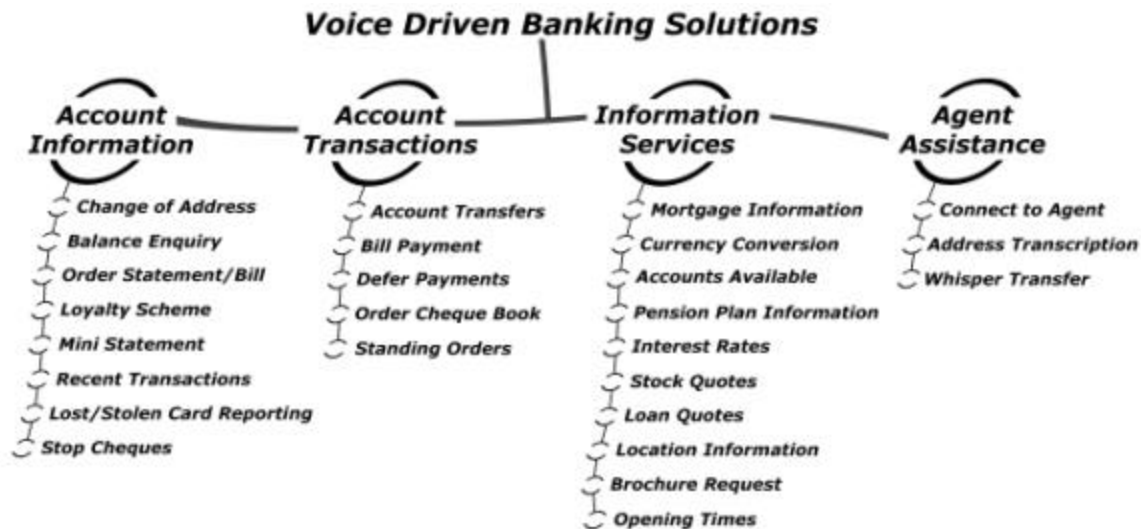 Voice Driven Banking Solutions
Account
Information
Change of Address
Balance Enquiry
Order Statement/Bill
Loyalty Scheme
Mini Statement
Recent Transactions
Lost/Stolen Card Reporting
Stop Cheques
Account
Transactions
Account Transfers
Bill Payment
Defer Payments
Order Cheque Book
Standing Orders
Information
Services
Mortgage Information
Currency Conversion
Accounts Available
Pension Plan Information
Interest Rates
Stock Quotes
Loan Quotes
Location Information
Brochure Request
Opening Times
Agent
Assistance
Connect to Agent
Address Transcription
Whisper Transfer